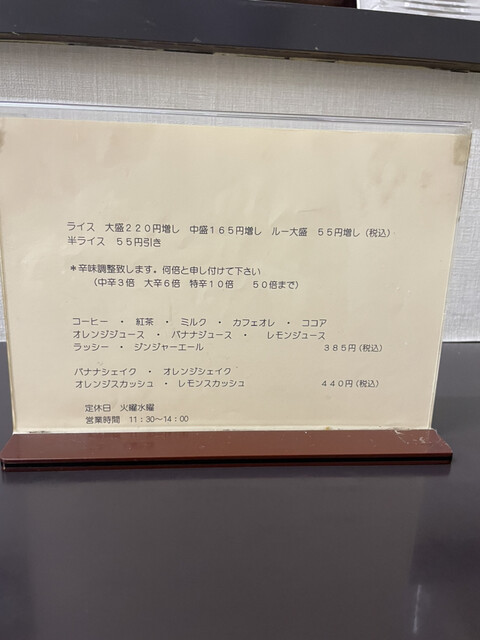 ライス 大盛220円増し 中盛165円増し ルー大盛 55円増し(税込)
半ライス 55円引き
*辛味調整致します。何倍と申し付けて下さい
(中辛3倍 大辛6倍 特辛10倍 50倍まで)
コーヒー ・ 紅茶 ・ ミルク ・ カフェオレ ・ ココア
オレンジジュース ・ バナナジュース ・ レモンジュース
ラッシー ・ ジンジャーエール 385円(税込)
バナナシェイク ・ オレンジシェイク
オレンジスカッシュ ・ レモンスカッシュ 440円(税込)
定休日 火曜水曜
営業時間 11:30~14:00